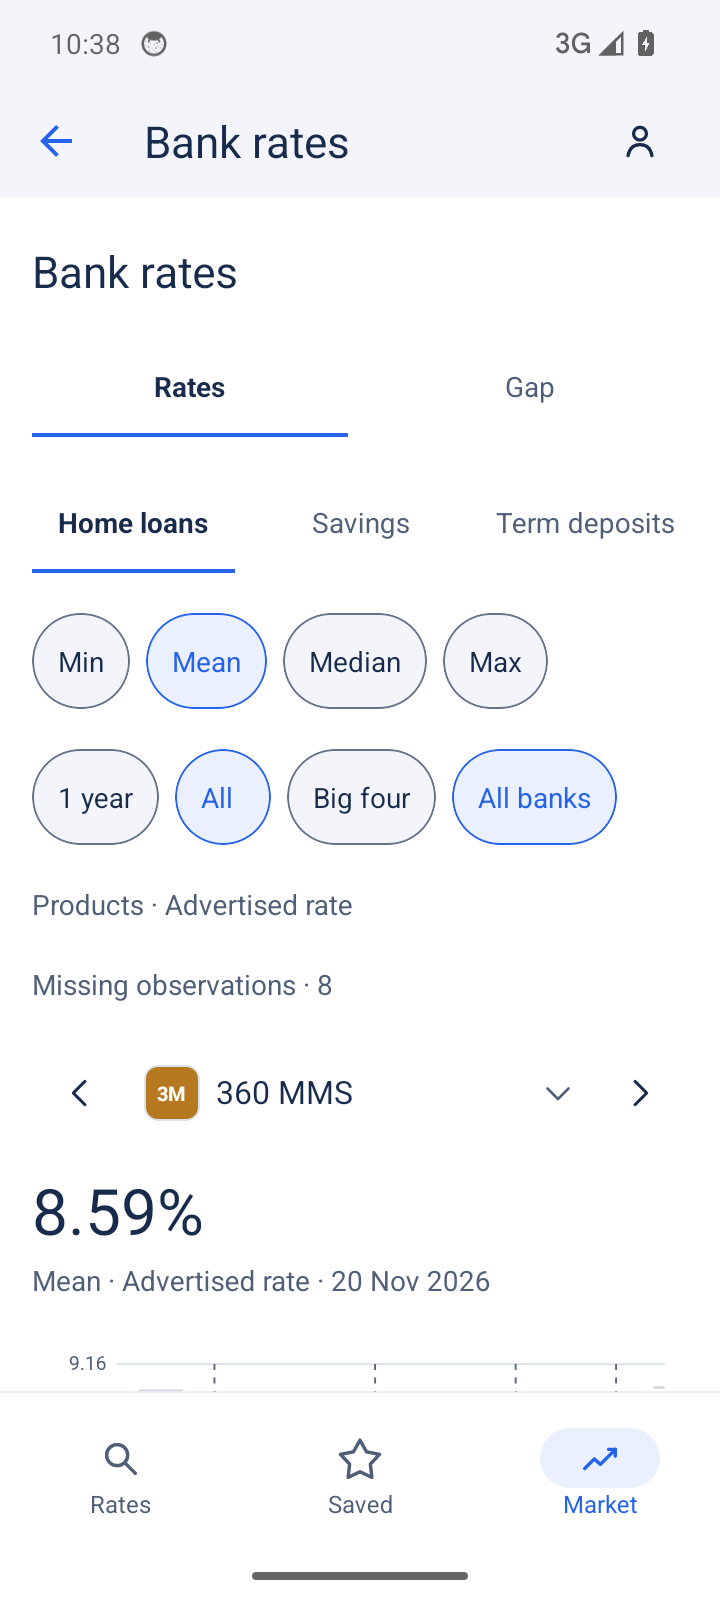 10:38 3G
Bank rates
Bank rates
Rates Gap
Home loans Savings Term deposits
Min Mean Median Max
1 year All Big four All banks
Products · Advertised rate
Missing observations · 8
3M 360 MMS
8.59%
Mean · Advertised rate · 20 Nov 2026
9.16
Rates Saved Market